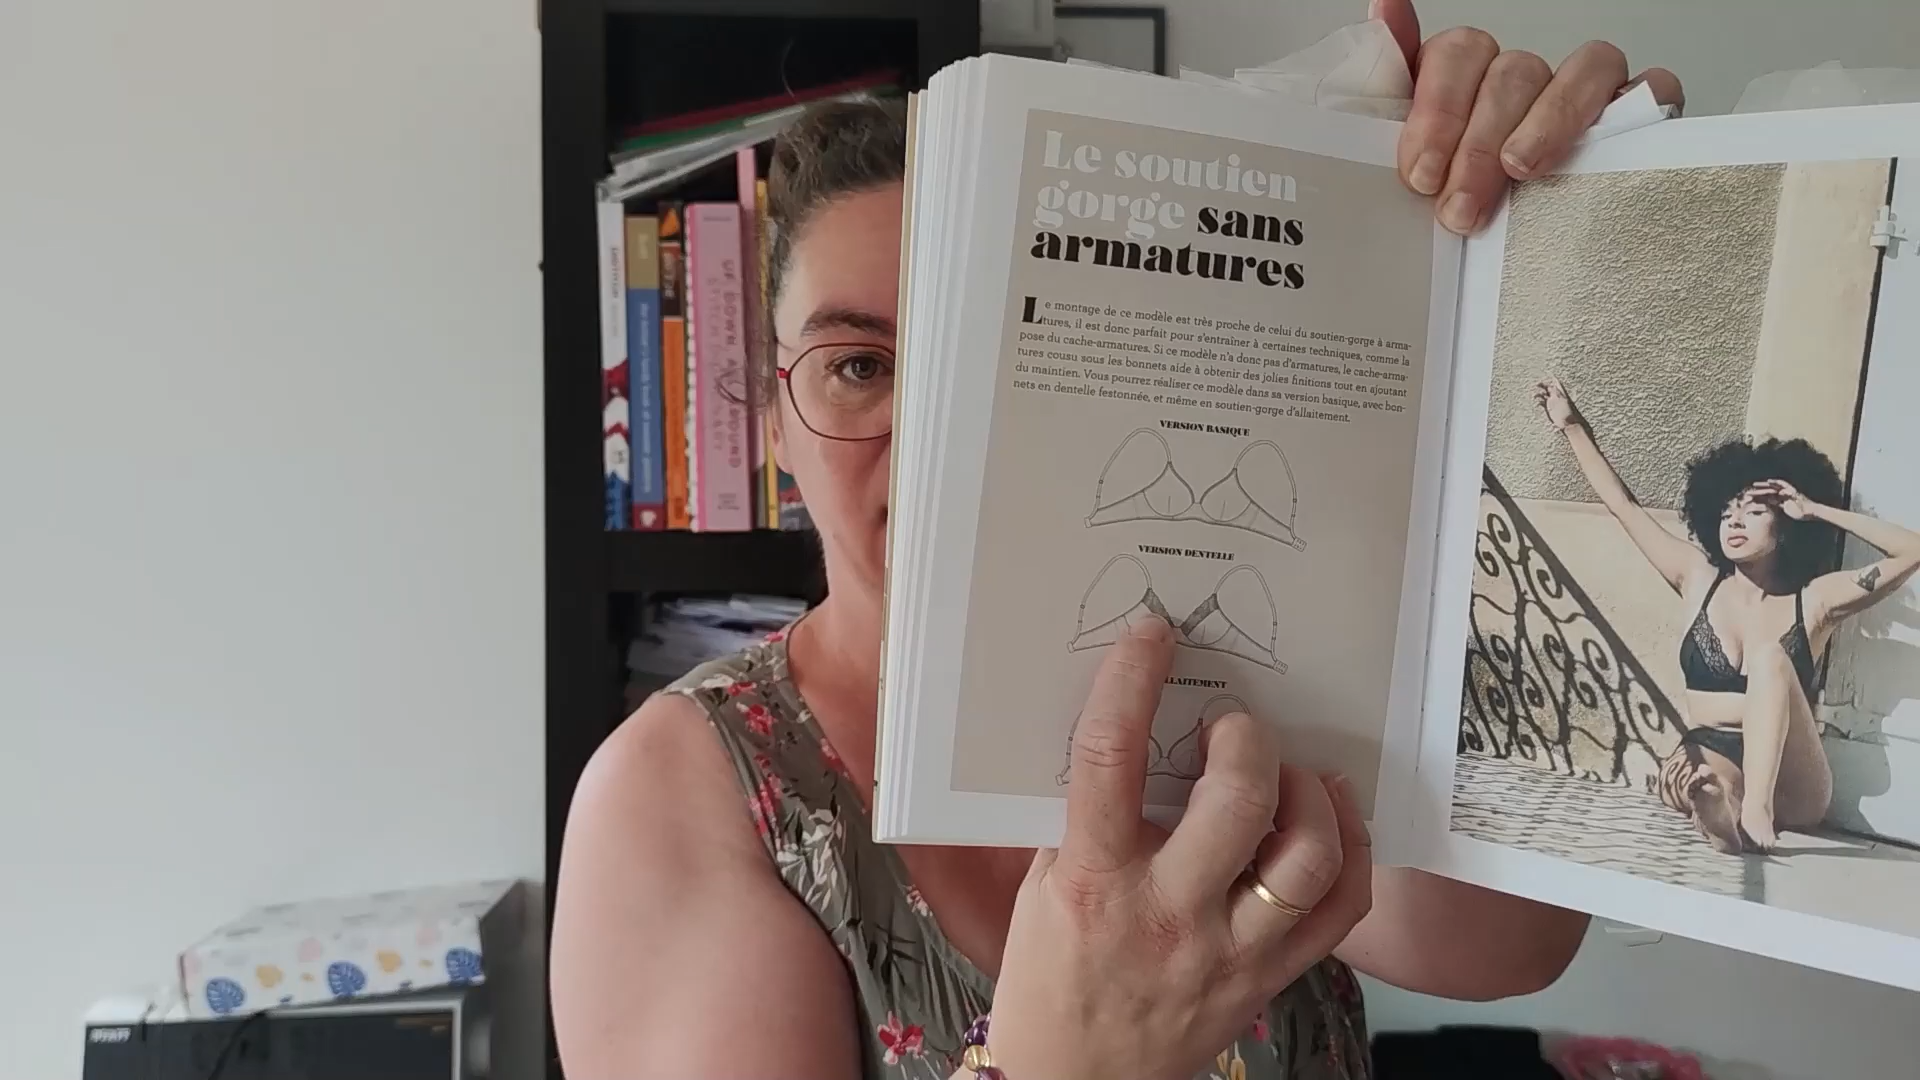 Le soutien
gorge sans
armatures
Le montage de ce modèle est très proche de celui du soutien-gorge à arma-
tures, il est donc parfait pour s'entraîner à certaines techniques, comme la
pose du cache-armatures. Si ce modèle n'a donc pas d'armatures, le cache-arma-
tures cousu sous les bonnets aide à obtenir des jolies finitions tout en ajoutant
du maintien. Vous pourrez réaliser ce modèle dans sa version basique, avec bon-
nets en dentelle festonnée, et même en soutien-gorge d'allaitement.
VERSION BASIQUE
VERSION DENTELLE